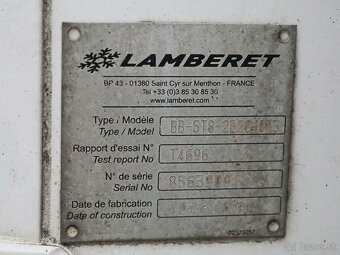 LAMBERET
BP 43 - 01380 Saint Cyr sur Menthon - FRANCE
Tel +33 (0)3 85 30 85 30
www.lamberet.com
Type / Modèle
Type / Model
Rapport d'essai N°
Test report No
T4696
N° de série
Serial No
Date de fabrication
Date of construction